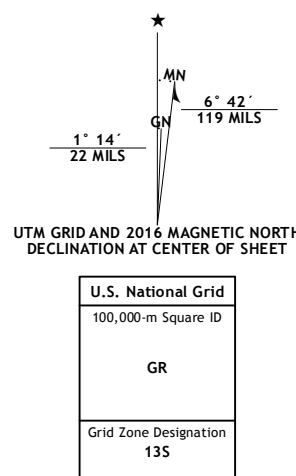 ★
MN
GN
6° 42´
119 MILS
1° 14´
22 MILS
UTM GRID AND 2016 MAGNETIC NORTH
DECLINATION AT CENTER OF SHEET
U.S. National Grid
100,000-m Square ID
GR
Grid Zone Designation
13S